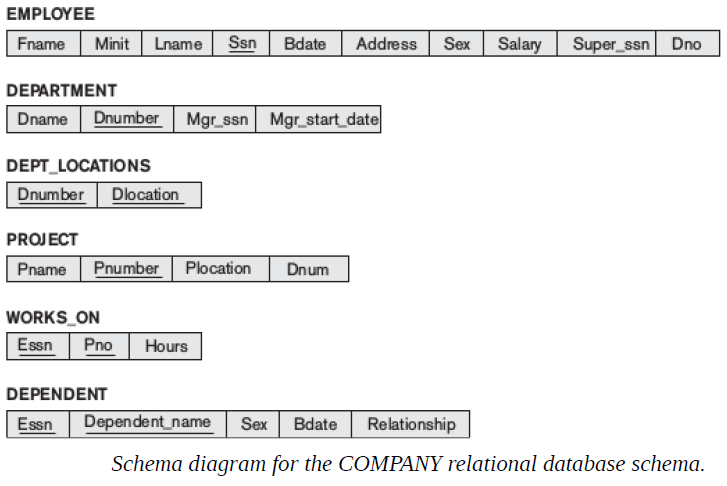 EMPLOYEE
Fname Minit Lname Ssn Bdate Address Sex Salary Super_ssn Dno
DEPARTMENT
Dname Dnumber Mgr_ssn Mgr_start_date
DEPT_LOCATIONS
Dnumber Dlocation
PROJECT
Pname Pnumber Plocation Dnum
WORKS_ON
Essn Pno Hours
DEPENDENT
Essn Dependent_name Sex Bdate Relationship
Schema diagram for the COMPANY relational database schema.